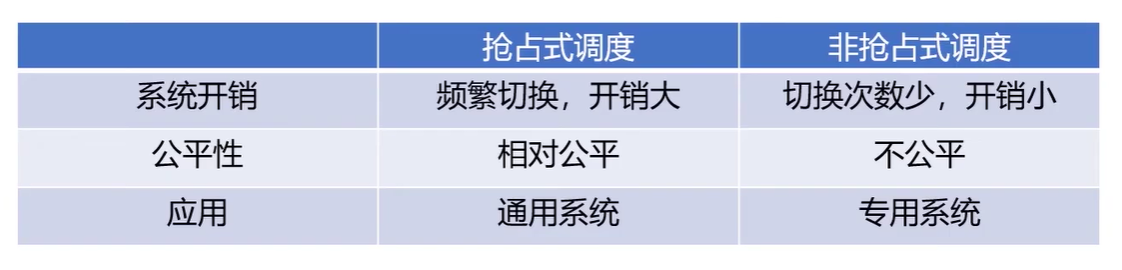 抢占式调度 非抢占式调度
系统开销 频繁切换，开销大 切换次数少，开销小
公平性 相对公平 不公平
应用 通用系统 专用系统